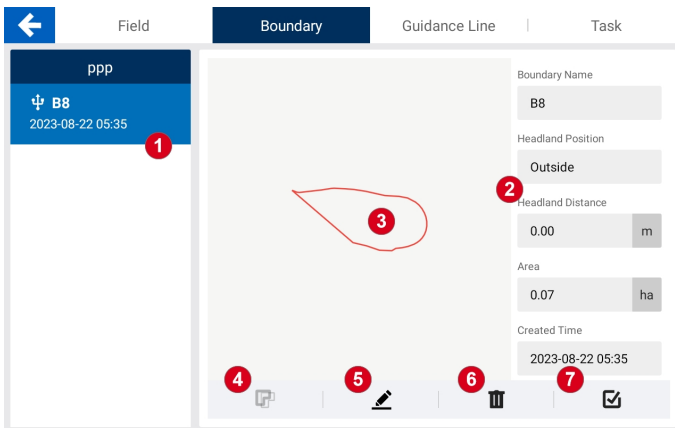 Field
Boundary
Guidance Line
Task
ppp
B8
2023-08-22 05:35
1
Boundary Name
B8
Headland Position
Outside
2
Headland Distance
0.00 m
3
Area
0.07 ha
Created Time
2023-08-22 05:35
4
5
6
7